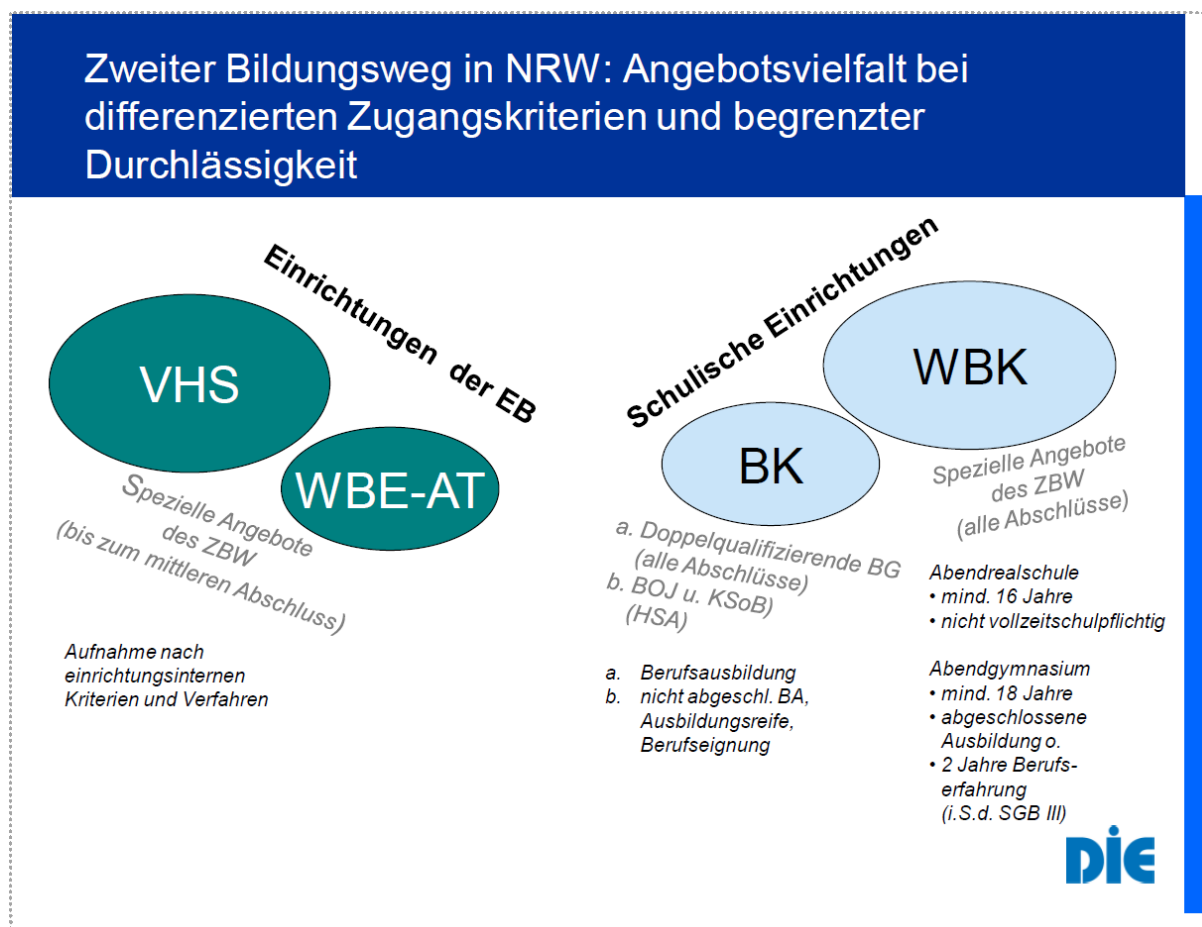 Zweiter Bildungsweg in NRW: Angebotsvielfalt bei
differenzierten Zugangskriterien und begrenzter
Durchlässigkeit
Einrichtungen der EB
VHS
WBE-AT
Spezielle Angebote
des ZBW
(bis zum mittleren Abschluss)
Aufnahme nach
einrichtungsinternen
Kriterien und Verfahren
Schulische Einrichtungen
WBK
BK
a. Doppelqualifizierende BG
(alle Abschlüsse)
b. BOJ u. KSoB)
(HSA)
a. Berufsausbildung
b. nicht abgeschl. BA,
Ausbildungsreife,
Berufseignung
Spezielle Angebote
des ZBW
(alle Abschlüsse)
Abendrealschule
• mind. 16 Jahre
• nicht vollzeitschulpflichtig
Abendgymnasium
• mind. 18 Jahre
• abgeschlossene
Ausbildung o.
• 2 Jahre Berufs-
erfahrung
(i.S.d. SGB III)
DiE